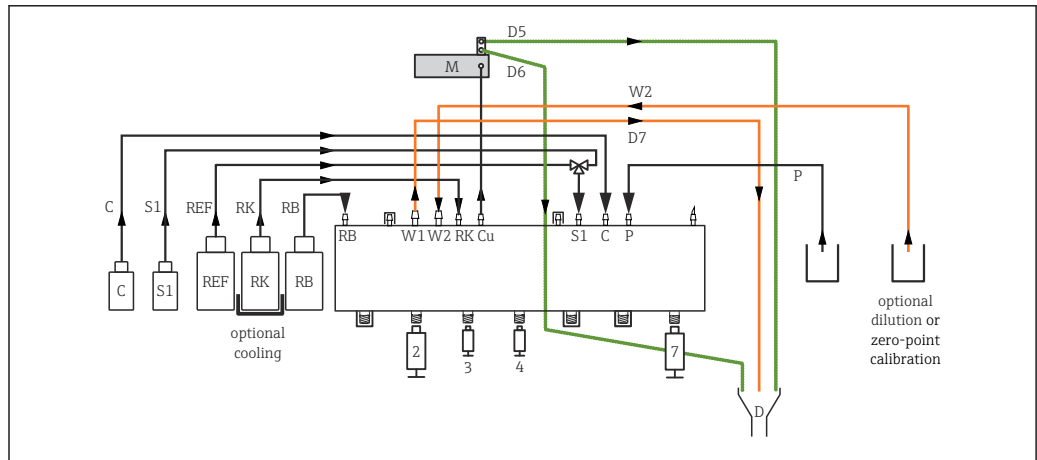 D5
M
D6
W2
D7
P
C
S1
REF
RK
RB
RB
W1
W2
RK
Cu
S1
C
P
C
S1
REF
RK
RB
optional
cooling
optional
dilution or
zero-point
calibration
2
3
4
7
D